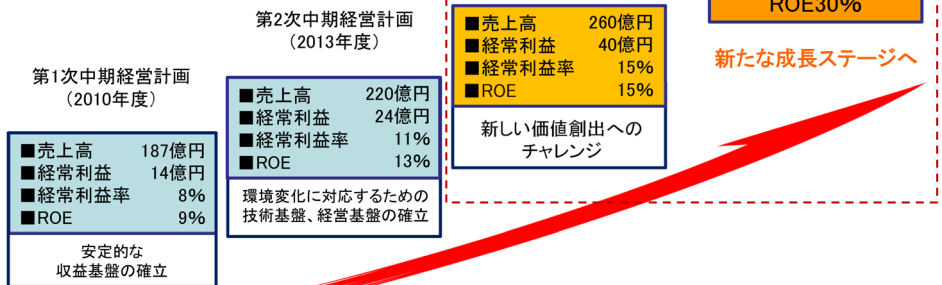 第1次中期経営計画
（2010年度）
■売上高 187億円
■経常利益 14億円
■経常利益率 8%
■ROE 9%
安定的な
収益基盤の確立
第2次中期経営計画
（2013年度）
■売上高 220億円
■経常利益 24億円
■経常利益率 11%
■ROE 13%
環境変化に対応するための
技術基盤、経営基盤の確立
■売上高 260億円
■経常利益 40億円
■経常利益率 15%
■ROE 15%
新しい価値創出への
チャレンジ
ROE30%
新たな成長ステージへ